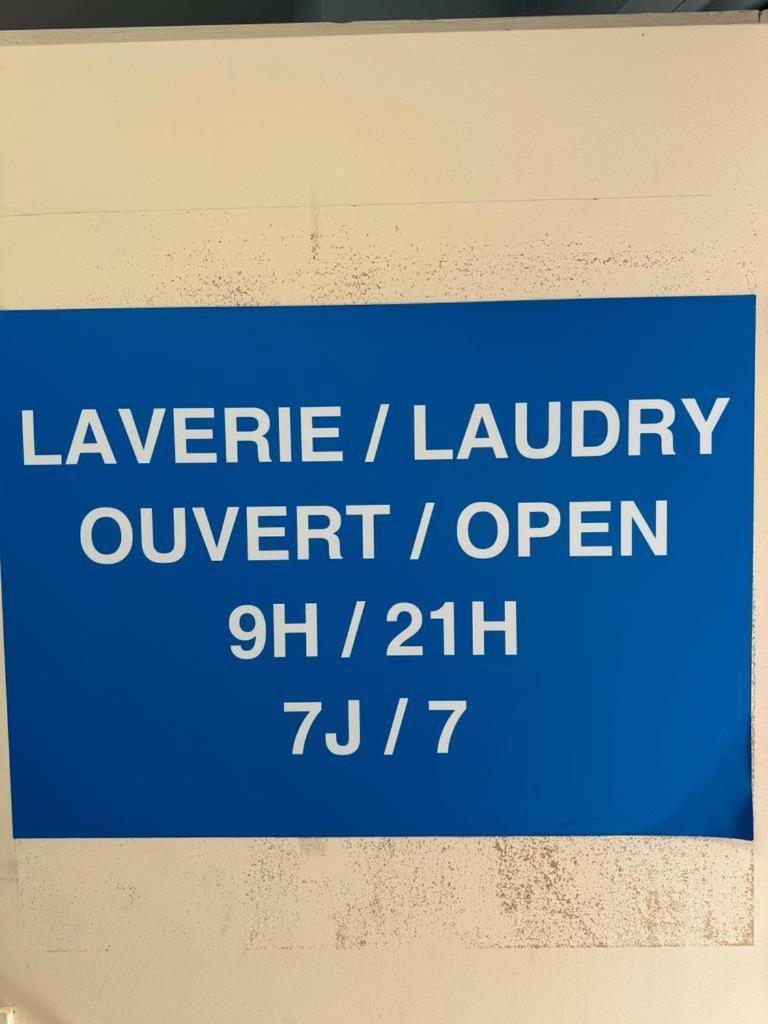 LAVERIE / LAUDRY
OUVERT / OPEN
9H / 21H
7J / 7